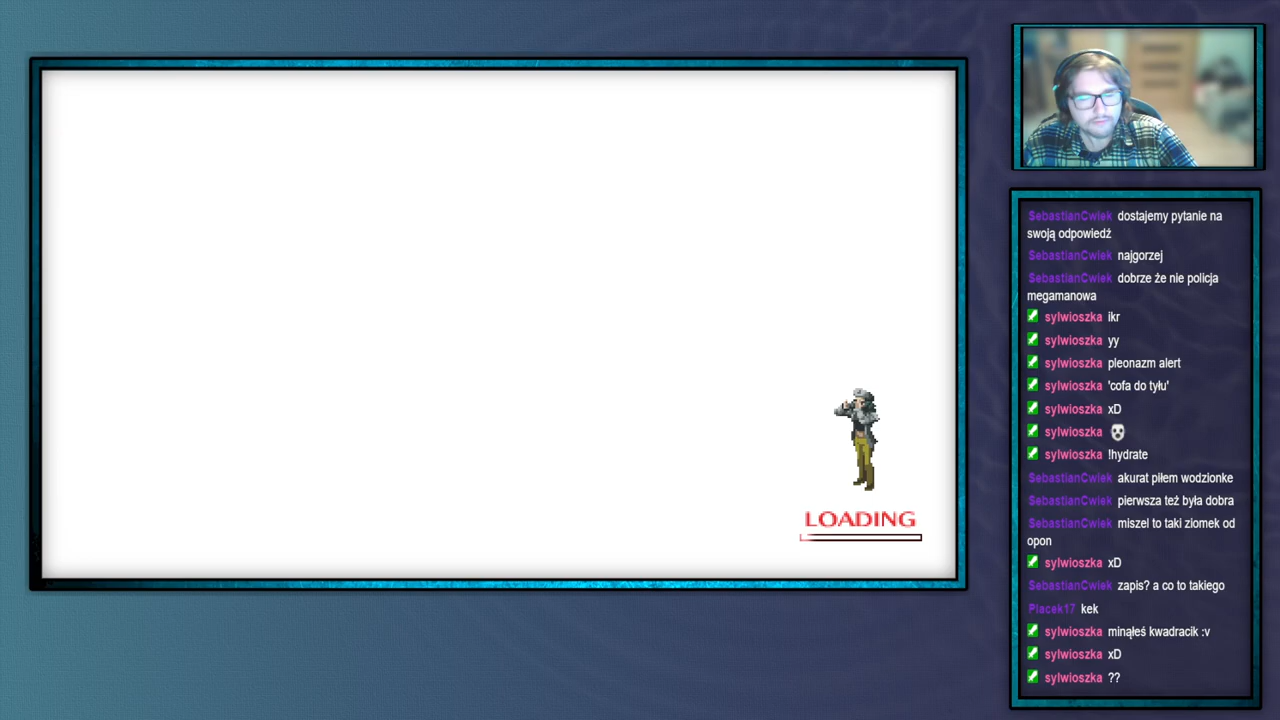 SebastianCwiek dostajemy pytanie na
swoją odpowiedź
SebastianCwiek najgorzej
SebastianCwiek dobrze że nie policja
megamanowa
sylwioszka ikr
sylwioszka yy
sylwioszka pleonazm alert
sylwioszka 'cofa do tyłu'
sylwioszka xD
sylwioszka
sylwioszka !hydrate
SebastianCwiek akurat piłem wodzionke
SebastianCwiek pierwsza też była dobra
SebastianCwiek miszel to taki ziomek od
opon
sylwioszka xD
SebastianCwiek zapis? a co to takiego
Placek17 kek
sylwioszka minąłeś kwadracik :v
sylwioszka xD
sylwioszka ??
LOADING